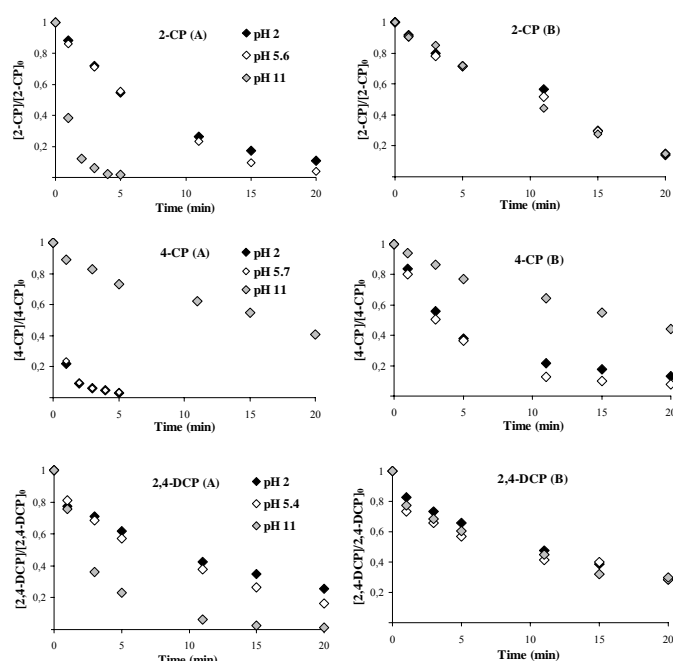 2-CP (A)
[2-CP]/[2-CP]₀
1
0,8
0,6
0,4
0,2
0 5 10 15 20
Time (min)
pH 2
pH 5.6
pH 11
2-CP (B)
[2-CP]/[2-CP]₀
1
0,8
0,6
0,4
0,2
0 5 10 15 20
Time (min)
4-CP (A)
[4-CP]/[4-CP]₀
1
0,8
0,6
0,4
0,2
0 5 10 15 20
Time (min)
pH 2
pH 5.7
pH 11
4-CP (B)
[4-CP]/[4-CP]₀
1
0,8
0,6
0,4
0,2
0 5 10 15 20
Time (min)
2,4-DCP (A)
[2,4-DCP]/[2,4-DCP]₀
1
0,8
0,6
0,4
0,2
0 5 10 15 20
Time (min)
pH 2
pH 5.4
pH 11
2,4-DCP (B)
[2,4-DCP]/2,4-DCP]₀
1
0,8
0,6
0,4
0,2
0 5 10 15 20
Time (min)